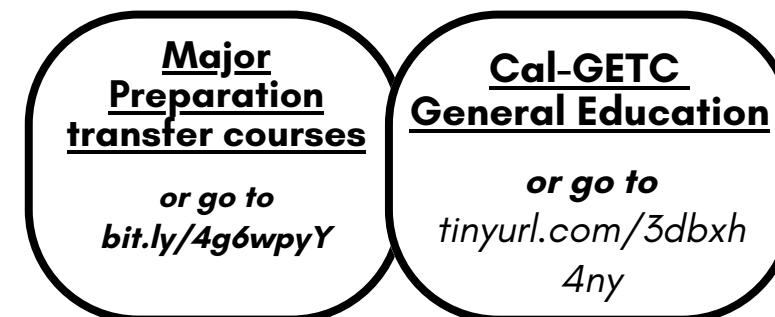 Major
Preparation
transfer courses
or go to
bit.ly/4g6wpyY
Cal-GETC
General Education
or go to
tinyurl.com/3dbxh
4ny